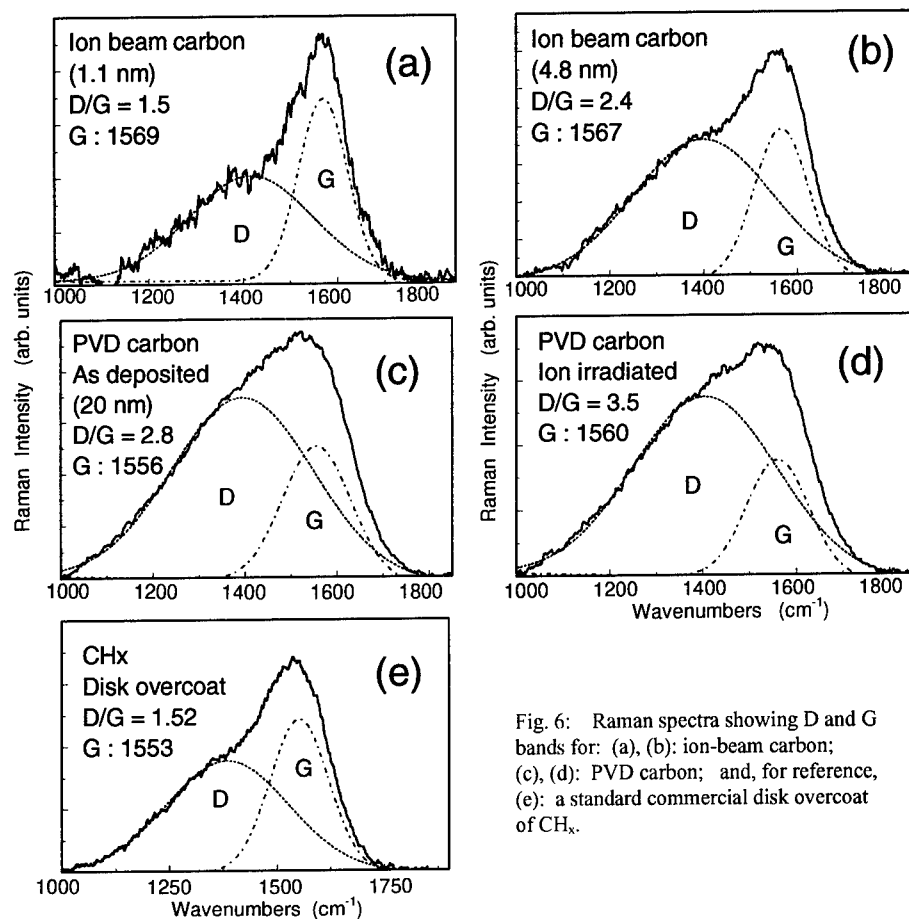 Ion beam carbon
(1.1 nm)
D/G = 1.5
G : 1569
(a)
D
G
1000 1200 1400 1600 1800
Ion beam carbon
(4.8 nm)
D/G = 2.4
G : 1567
(b)
D
G
1000 1200 1400 1600 1800
Raman Intensity (arb. units)
PVD carbon
As deposited
(20 nm)
D/G = 2.8
G : 1556
(c)
D
G
1000 1200 1400 1600 1800
Raman Intensity (arb. units)
PVD carbon
Ion irradiated
D/G = 3.5
G : 1560
(d)
D
G
1000 1200 1400 1600 1800
Wavenumbers (cm⁻¹)
CHx
Disk overcoat
D/G = 1.52
G : 1553
(e)
D
G
1000 1250 1500 1750
Wavenumbers (cm⁻¹)
Fig. 6: Raman spectra showing D and G
bands for: (a), (b): ion-beam carbon;
(c), (d): PVD carbon; and, for reference,
(e): a standard commercial disk overcoat
of CHₓ.